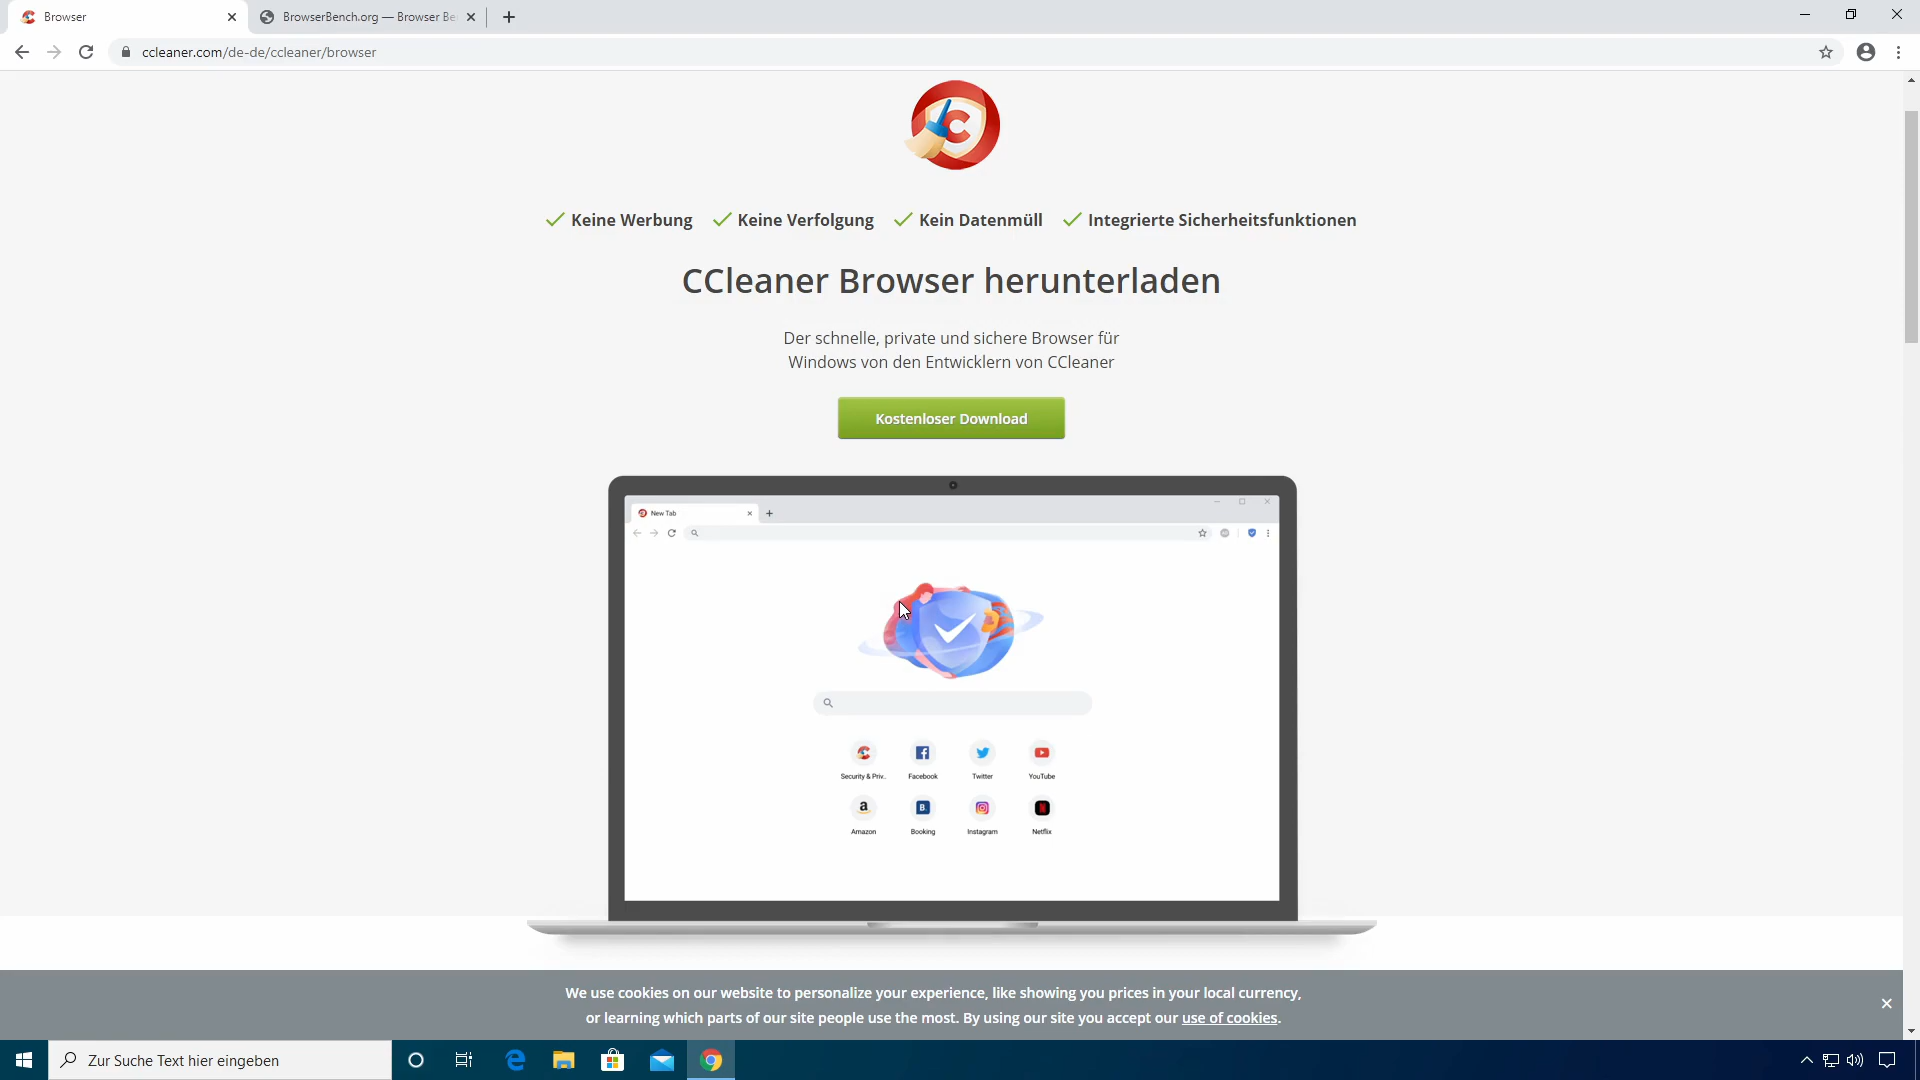 Browser
BrowserBench.org — Browser Be
ccleaner.com/de-de/ccleaner/browser
Keine Werbung
Keine Verfolgung
Kein Datenmüll
Integrierte Sicherheitsfunktionen
CCleaner Browser herunterladen
Der schnelle, private und sichere Browser für
Windows von den Entwicklern von CCleaner
Kostenloser Download
New Tab
Security & Priv..
Facebook
Twitter
YouTube
Amazon
Booking
Instagram
Netflix
We use cookies on our website to personalize your experience, like showing you prices in your local currency,
or learning which parts of our site people use the most. By using our site you accept our use of cookies.
Zur Suche Text hier eingeben